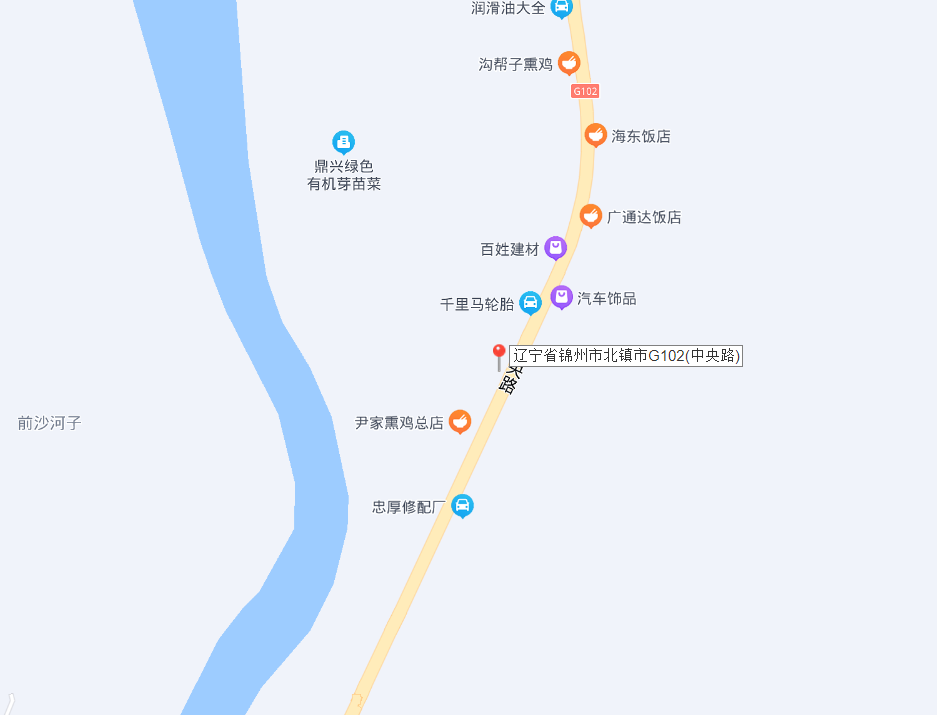 润滑油大全
沟帮子熏鸡
G102
海东饭店
鼎兴绿色
有机芽苗菜
广通达饭店
百姓建材
汽车饰品
千里马轮胎
辽宁省锦州市北镇市G102(中央路)
央路
前沙河子
尹家熏鸡总店
忠厚修配厂